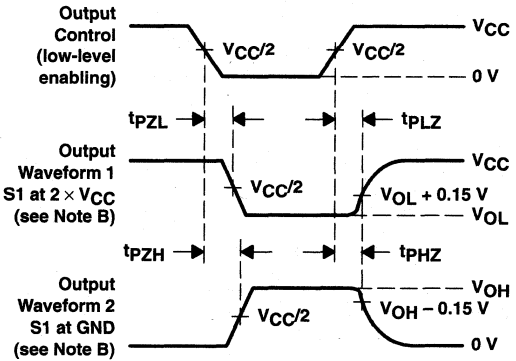 Output
Control
(low-level
enabling)
VCC/2
VCC/2
VCC
0 V
tPZL
tPLZ
Output
Waveform 1
S1 at 2 × VCC
(see Note B)
VCC/2
VCC
VOL + 0.15 V
VOL
tPZH
tPHZ
Output
Waveform 2
S1 at GND
(see Note B)
VCC/2
VOH
VOH − 0.15 V
0 V